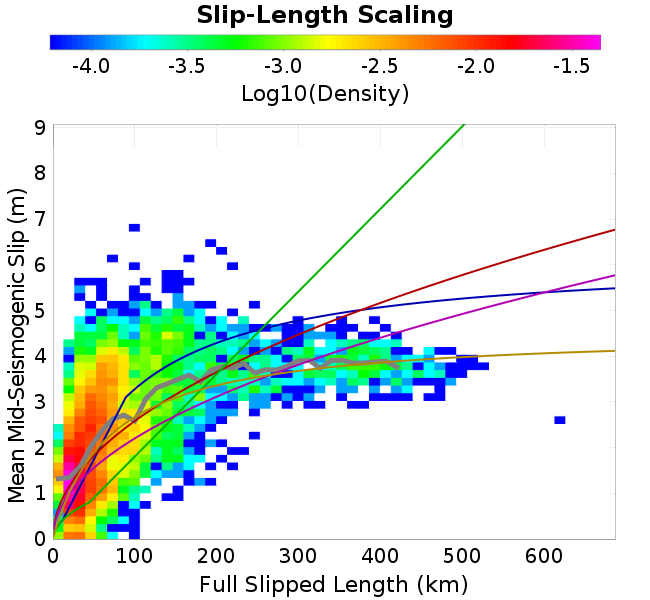 Slip-Length Scaling
-4.0 -3.5 -3.0 -2.5 -2.0 -1.5
Log10(Density)
Mean Mid-Seismogenic Slip (m)
9
8
7
6
5
4
3
2
1
0
0 100 200 300 400 500 600
Full Slipped Length (km)